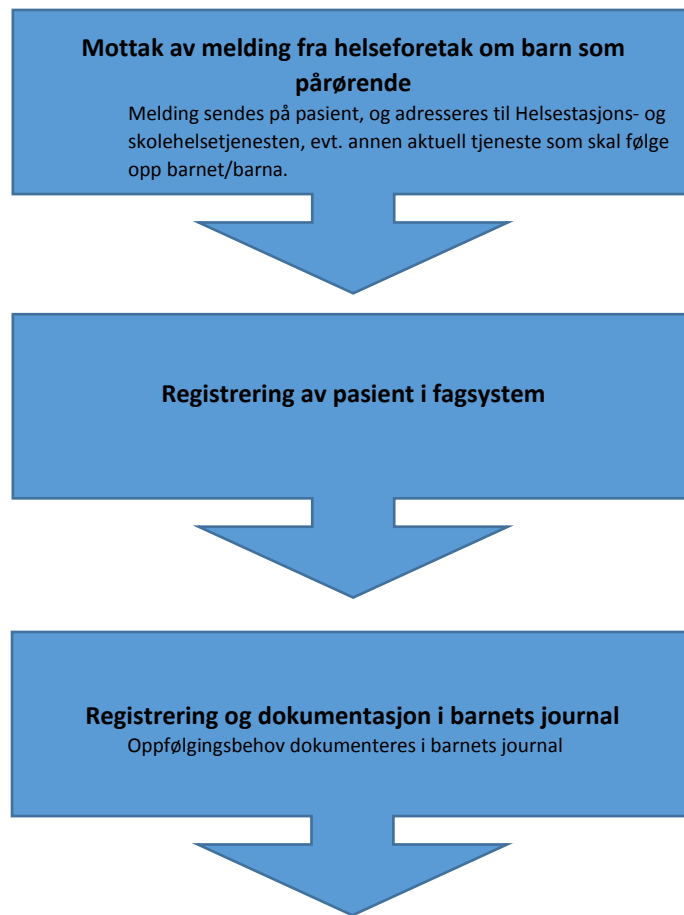 Mottak av melding fra helseforetak om barn som
pårørende
Melding sendes på pasient, og adresseres til Helsestasjons- og
skolehelsetjenesten, evt. annen aktuell tjeneste som skal følge
opp barnet/barna.
Registrering av pasient i fagsystem
Registrering og dokumentasjon i barnets journal
Oppfølgingsbehov dokumenteres i barnets journal